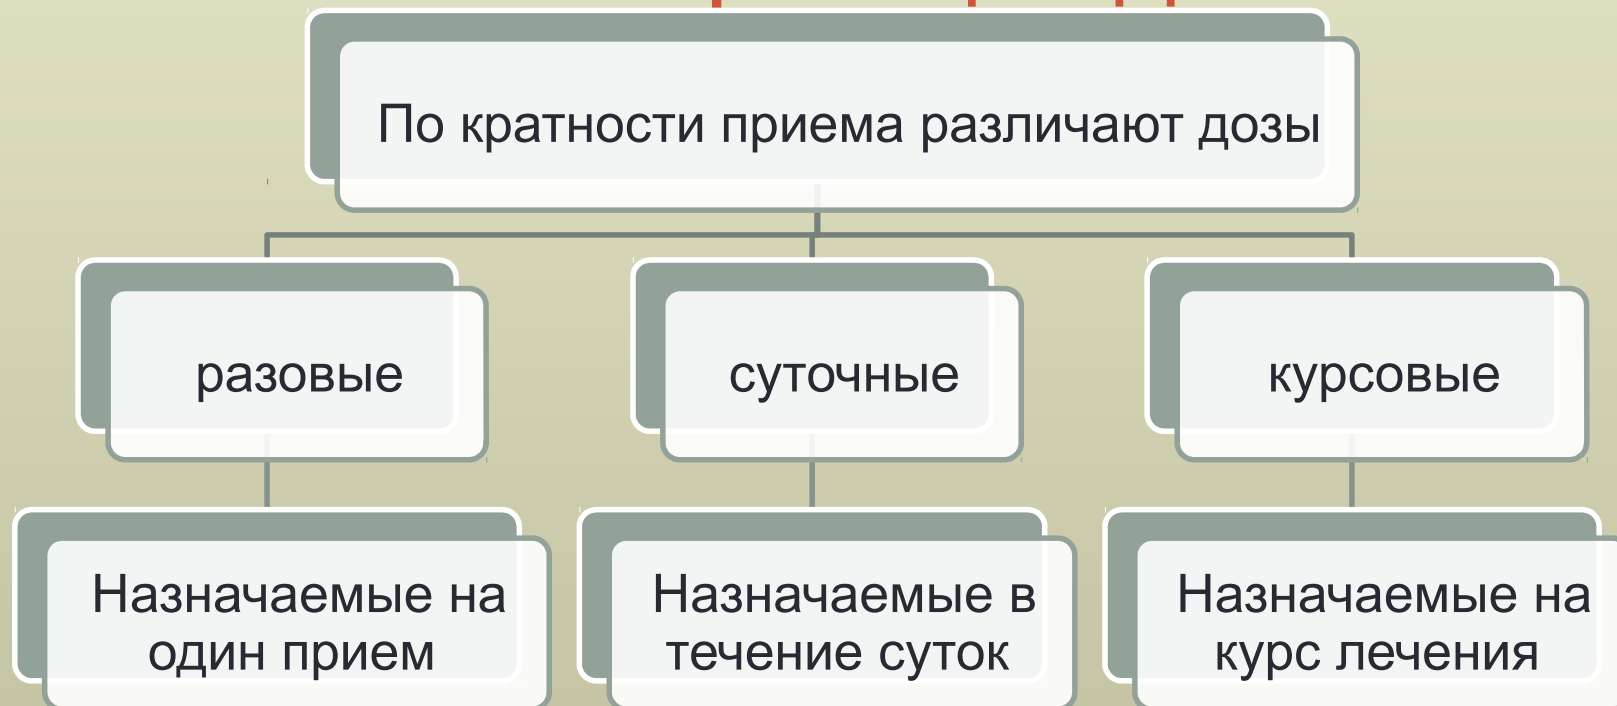 По кратности приема различают дозы
разовые
суточные
курсовые
Назначаемые на
один прием
Назначаемые в
течение суток
Назначаемые на
курс лечения